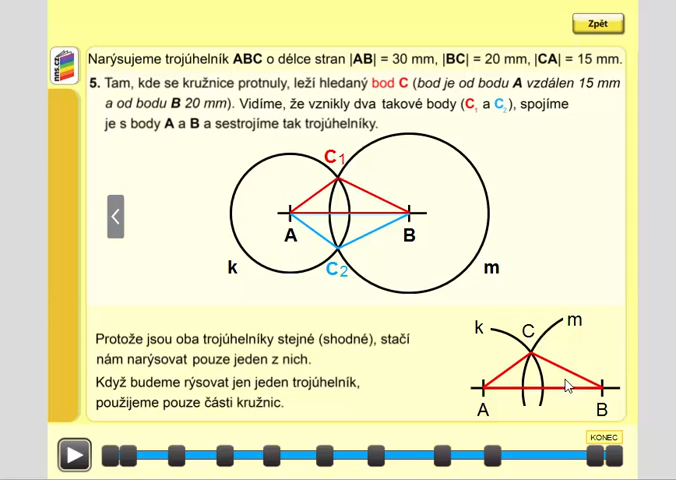 Zpět
nns.cz
Narýsujeme trojúhelník ABC o délce stran |AB| = 30 mm, |BC| = 20 mm, |CA| = 15 mm.
5. Tam, kde se kružnice protnuly, leží hledaný bod C (bod je od bodu A vzdálen 15 mm
a od bodu B 20 mm). Vidíme, že vznikly dva takové body (C₁ a C₂), spojíme
je s body A a B a sestrojíme tak trojúhelníky.
C1
A
B
k
C2
m
Protože jsou oba trojúhelníky stejné (shodné), stačí
nám narýsovat pouze jeden z nich.
Když budeme rýsovat jen jeden trojúhelník,
použijeme pouze části kružnic.
k
C
m
A
B
KONEC